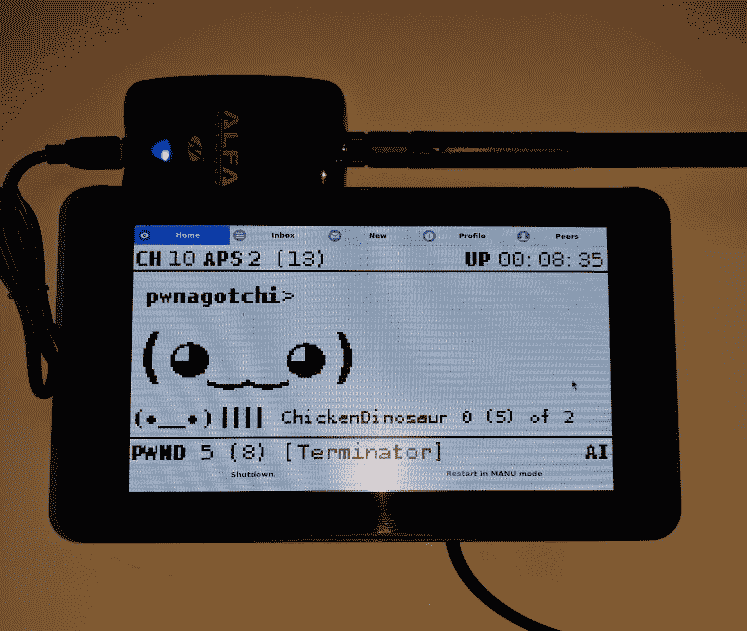 ALFA
Home Inbox New Profile Peers
CH 10 APS 2 (13) UP 00:08:35
pwnagotchi>
(•__•)|||| ChickenDinosaur 0 (5) of 2
PWND 5 (8) [Terminator] AI
Shutdown Restart in MANU mode